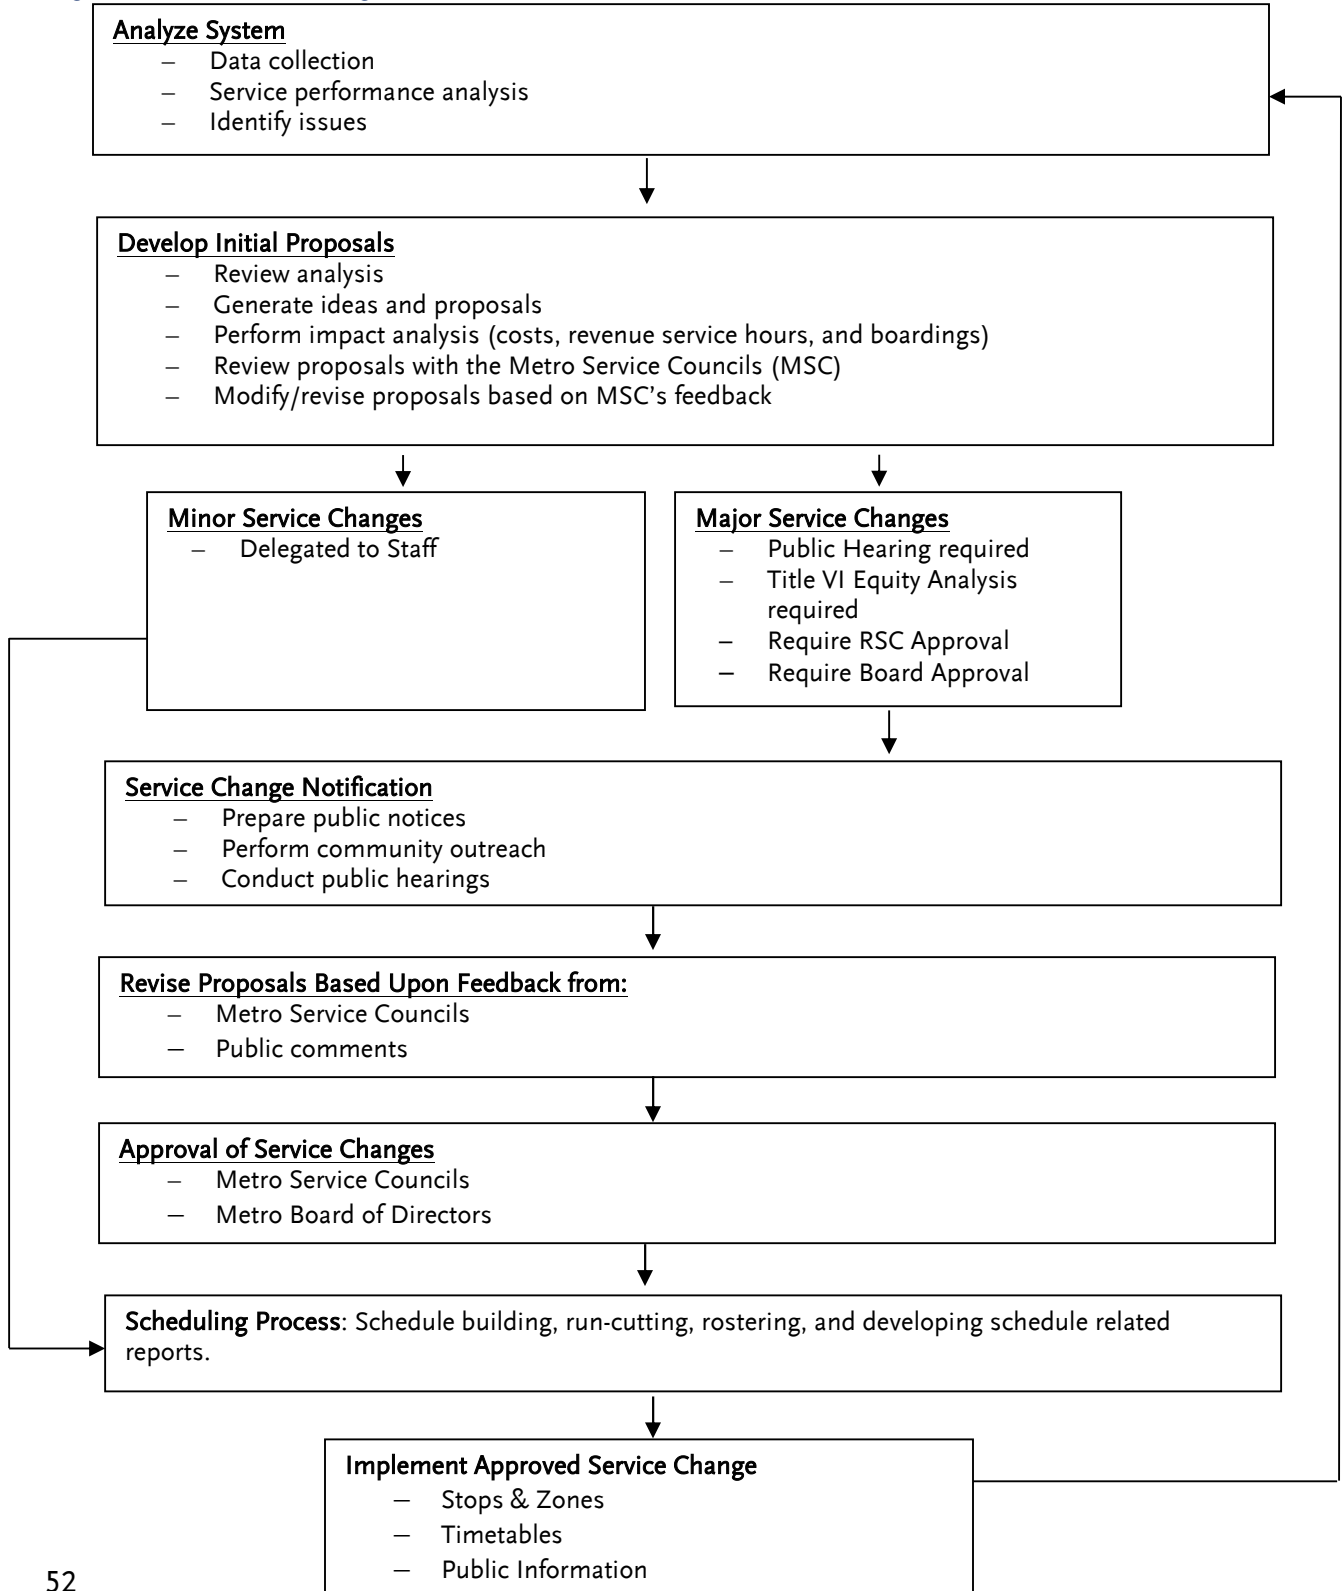 Analyze System
– Data collection
– Service performance analysis
– Identify issues
Develop Initial Proposals
– Review analysis
– Generate ideas and proposals
– Perform impact analysis (costs, revenue service hours, and boardings)
– Review proposals with the Metro Service Councils (MSC)
– Modify/revise proposals based on MSC's feedback
Minor Service Changes
– Delegated to Staff
Major Service Changes
– Public Hearing required
– Title VI Equity Analysis
required
– Require RSC Approval
– Require Board Approval
Service Change Notification
– Prepare public notices
– Perform community outreach
– Conduct public hearings
Revise Proposals Based Upon Feedback from:
– Metro Service Councils
– Public comments
Approval of Service Changes
– Metro Service Councils
– Metro Board of Directors
Scheduling Process: Schedule building, run-cutting, rostering, and developing schedule related
reports.
Implement Approved Service Change
– Stops & Zones
– Timetables
– Public Information
52